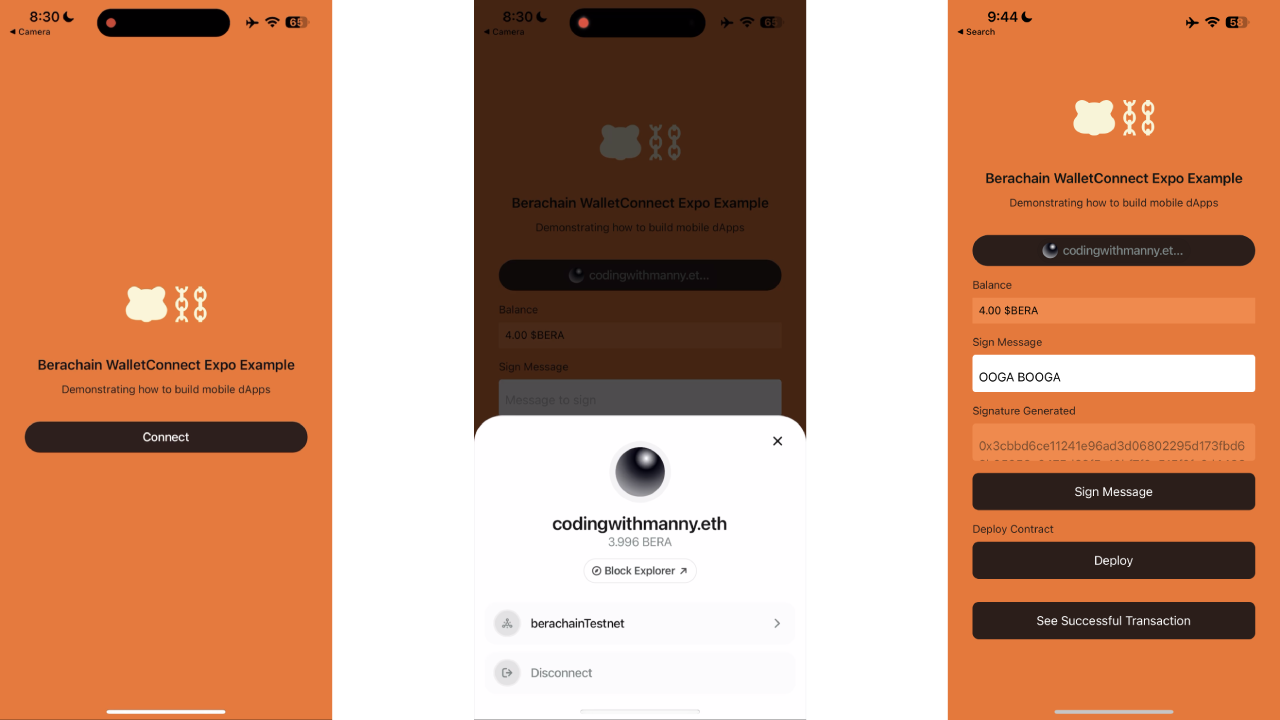 8:30
◀ Camera
Berachain WalletConnect Expo Example
Demonstrating how to build mobile dApps
Connect
8:30
◀ Camera
Berachain WalletConnect Expo Example
Demonstrating how to build mobile dApps
codingwithmanny.et...
Balance
4.00 $BERA
Sign Message
Message to sign
codingwithmanny.eth
3.996 BERA
Block Explorer
berachainTestnet
Disconnect
9:44
◀ Search
Berachain WalletConnect Expo Example
Demonstrating how to build mobile dApps
codingwithmanny.et...
Balance
4.00 $BERA
Sign Message
OOGA BOOGA
Signature Generated
0x3cbbd6ce11241e96ad3d06802295d173fbd6
Sign Message
Deploy Contract
Deploy
See Successful Transaction